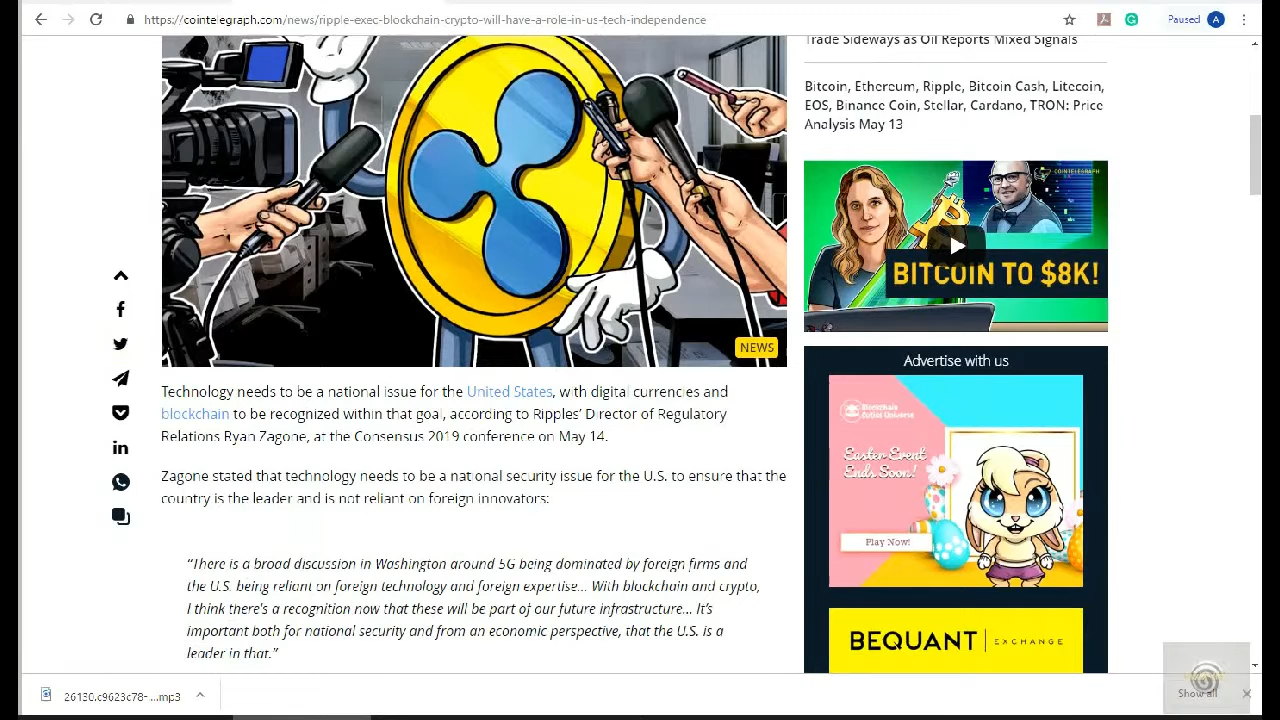 https://cointelegraph.com/news/ripple-exec-blockchain-crypto-will-have-a-role-in-us-tech-independence
Paused
A
NEWS
Technology needs to be a national issue for the United States, with digital currencies and
blockchain to be recognized within that goal, according to Ripples’ Director of Regulatory
Relations Ryan Zagone, at the Consensus 2019 conference on May 14.
Zagone stated that technology needs to be a national security issue for the U.S. to ensure that the
country is the leader and is not reliant on foreign innovators:
“There is a broad discussion in Washington around 5G being dominated by foreign firms and
the U.S. being reliant on foreign technology and foreign expertise... With blockchain and crypto,
I think there’s a recognition now that these will be part of our future infrastructure... It’s
important both for national security and from an economic perspective, that the U.S. is a
leader in that.”
Trade Sideways as Oil Reports Mixed Signals
Bitcoin, Ethereum, Ripple, Bitcoin Cash, Litecoin,
EOS, Binance Coin, Stellar, Cardano, TRON: Price
Analysis May 13
COINTELEGRAPH
BITCOIN TO $8K!
Advertise with us
Blockchain
Cuties Universe
Easter Event
Ends Soon!
Play Now!
BEQUANT EXCHANGE
26130.c9623c78-...mp3
Show all